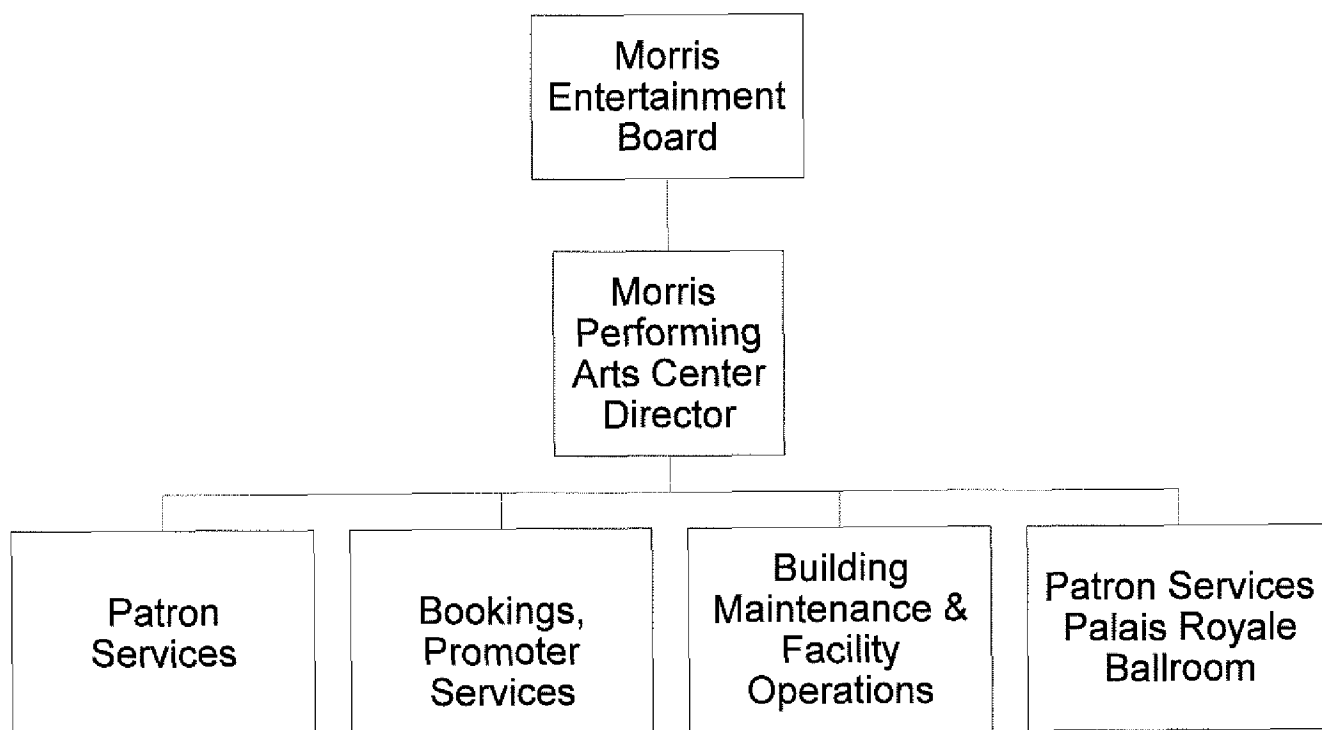 Morris
Entertainment
Board
Morris
Performing
Arts Center
Director
Patron
Services
Bookings,
Promoter
Services
Building
Maintenance &
Facility
Operations
Patron Services
Palais Royale
Ballroom